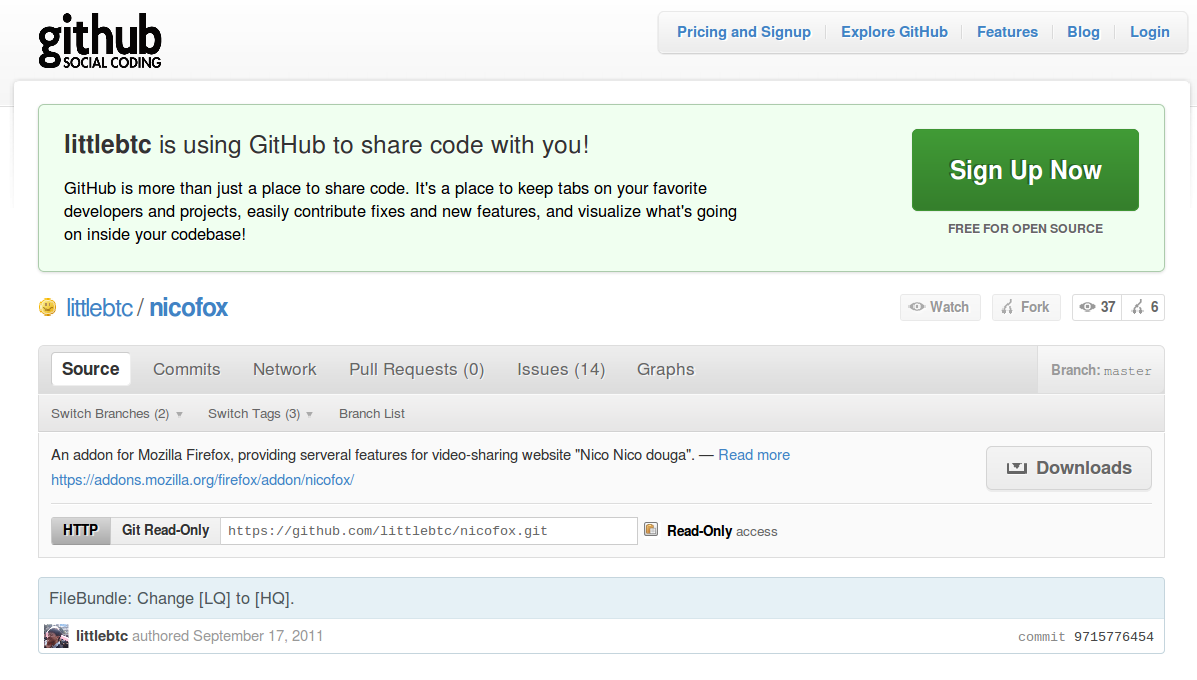 github
SOCIAL CODING
Pricing and Signup Explore GitHub Features Blog Login
littlebtc is using GitHub to share code with you!
GitHub is more than just a place to share code. It's a place to keep tabs on your favorite
developers and projects, easily contribute fixes and new features, and visualize what's going
on inside your codebase!
Sign Up Now
FREE FOR OPEN SOURCE
littlebtc / nicofox
Watch Fork 37 6
Source Commits Network Pull Requests (0) Issues (14) Graphs Branch: master
Switch Branches (2) Switch Tags (3) Branch List
An addon for Mozilla Firefox, providing serveral features for video-sharing website "Nico Nico douga". — Read more
https://addons.mozilla.org/firefox/addon/nicofox/
Downloads
HTTP Git Read-Only https://github.com/littlebtc/nicofox.git Read-Only access
FileBundle: Change [LQ] to [HQ].
littlebtc authored September 17, 2011 commit 9715776454